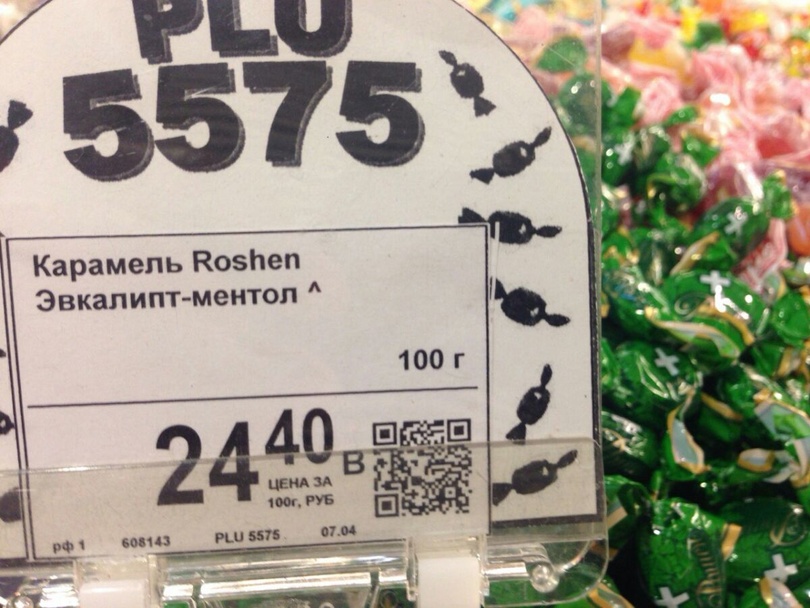 PLU
5575
Карамель Roshen
Эвкалипт-ментол ^
100 г
24 40
ЦЕНА ЗА
100г, РУБ
В
рф 1 608143 PLU 5575 07.04